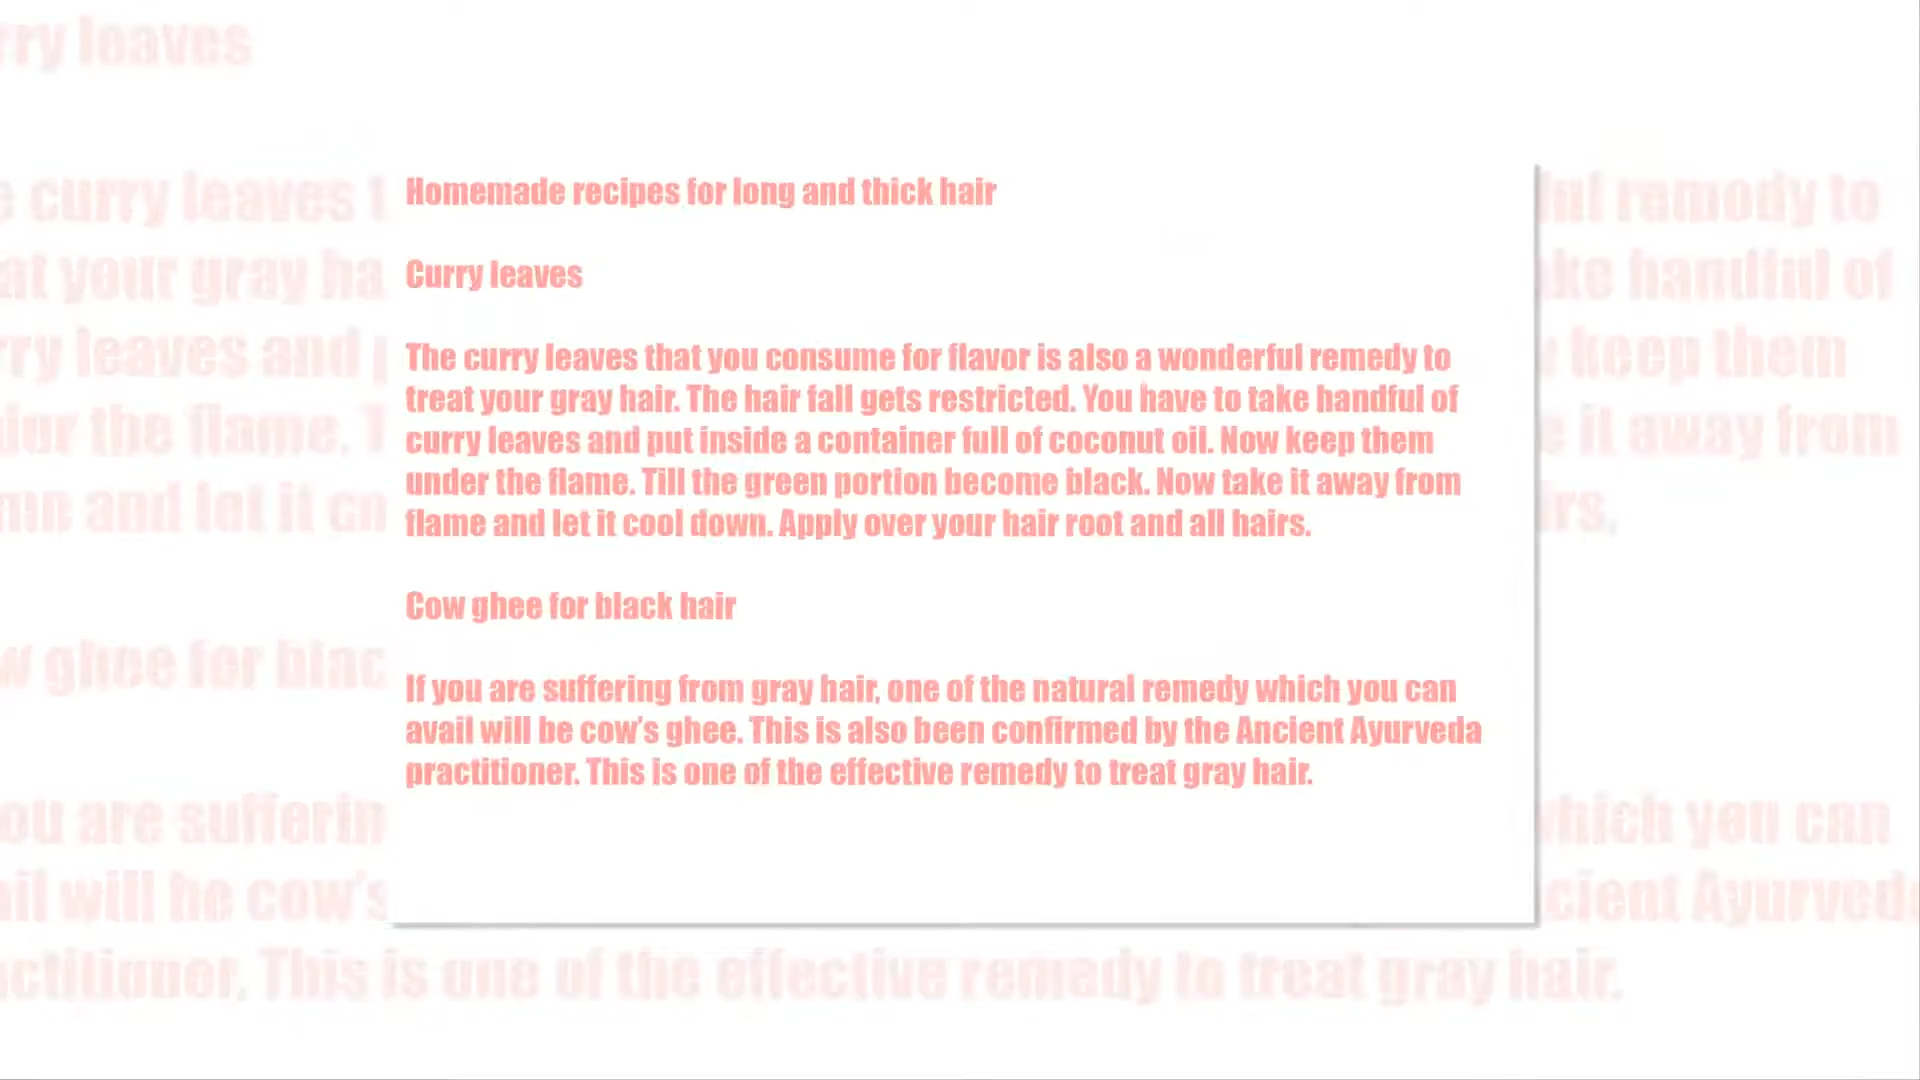 Homemade recipes for long and thick hair
Curry leaves
The curry leaves that you consume for flavor is also a wonderful remedy to
treat your gray hair. The hair fall gets restricted. You have to take handful of
curry leaves and put inside a container full of coconut oil. Now keep them
under the flame. Till the green portion become black. Now take it away from
flame and let it cool down. Apply over your hair root and all hairs.
Cow ghee for black hair
If you are suffering from gray hair, one of the natural remedy which you can
avail will be cow's ghee. This is also been confirmed by the Ancient Ayurveda
practitioner. This is one of the effective remedy to treat gray hair.